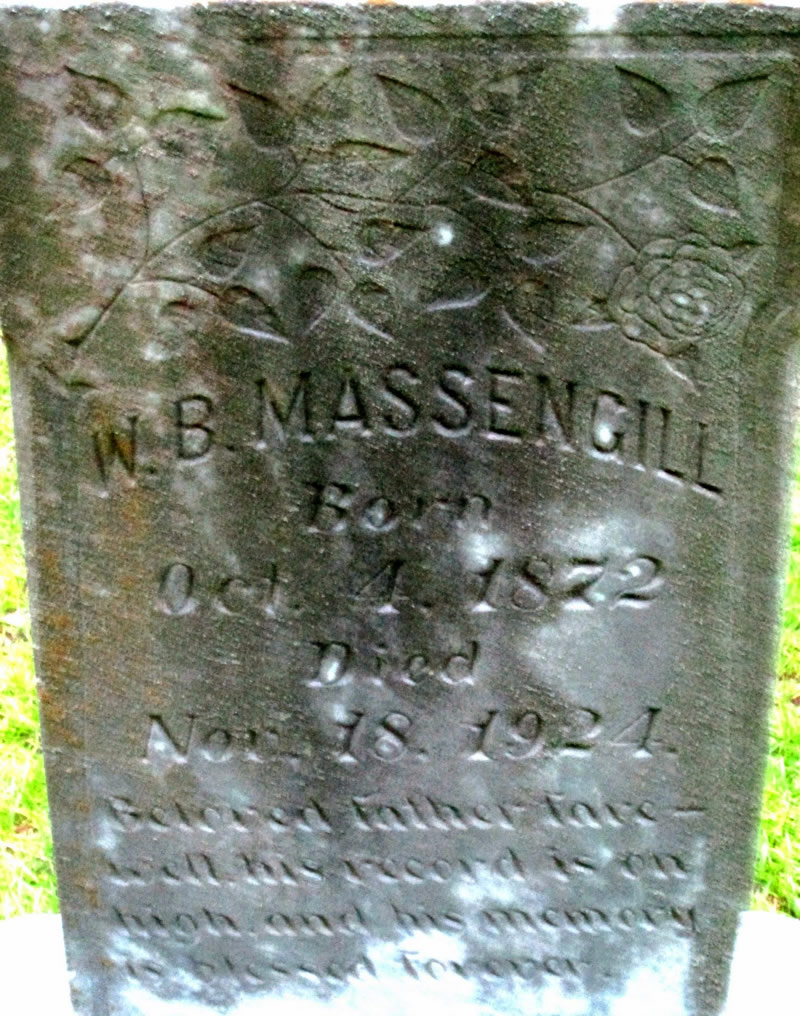 W. B. MASSENGILL
Born
Oct. 4. 1872
Died
Nov. 18. 1924.
Beloved father fare-
well, his record is on
high, and his memory
is blessed forever.